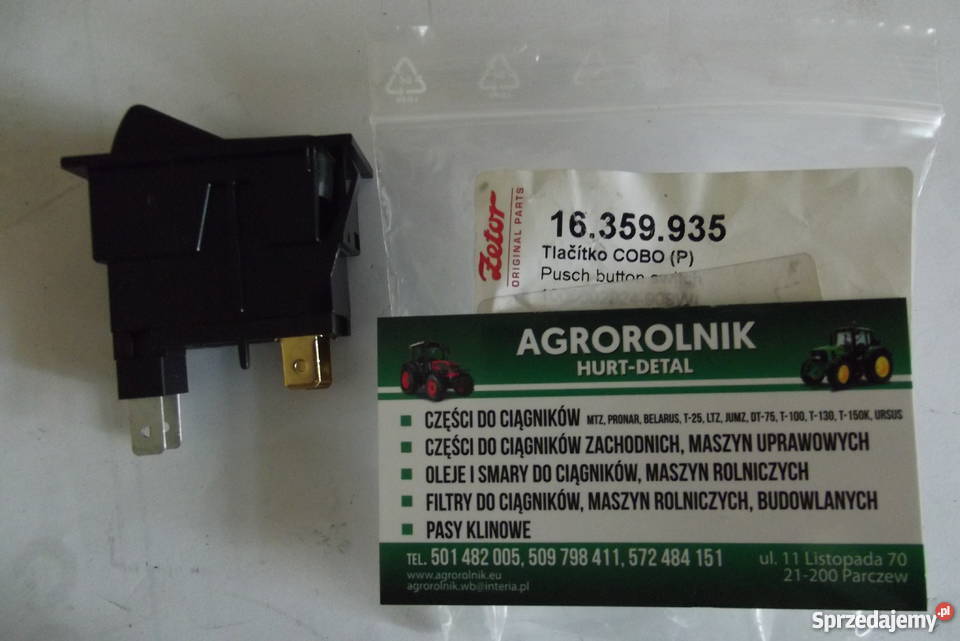 Zetor
ORIGINAL PARTS
16.359.935
Tlačítko COBO (P)
Pusch button
AGROROLNIK
HURT-DETAL
CZĘŚCI DO CIĄGNIKÓW MTZ, PRONAR, BELARUS, T-25, LTZ, JUMZ, DT-75, T-100, T-130, T-150K, URSUS
CZĘŚCI DO CIĄGNIKÓW ZACHODNICH, MASZYN UPRAWOWYCH
OLEJE I SMARY DO CIĄGNIKÓW, MASZYN ROLNICZYCH
FILTRY DO CIĄGNIKÓW, MASZYN ROLNICZYCH, BUDOWLANYCH
PASY KLINOWE
TEL. 501 482 005, 509 798 411, 572 484 151
www.agrorolnik.eu
agrorolnik.wb@interia.pl
ul. 11 Listopada 70
21-200 Parczew
Sprzedajemy.pl